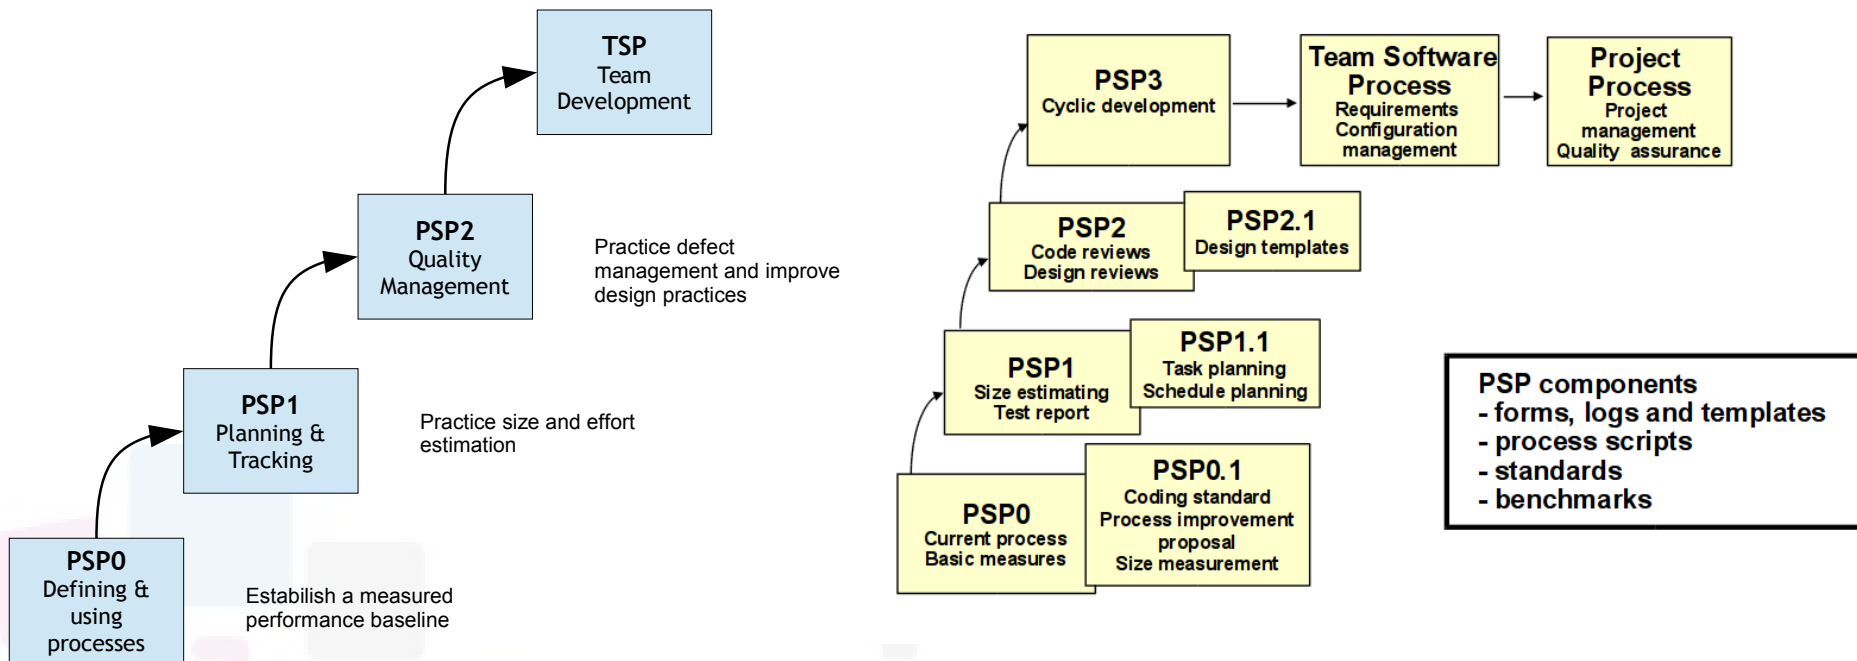 TSP
Team
Development
PSP2
Quality
Management
Practice defect
management and improve
design practices
PSP1
Planning &
Tracking
Practice size and effort
estimation
PSP0
Defining &
using
processes
Estabilish a measured
performance baseline
PSP3
Cyclic development
Team Software
Process
Requirements
Configuration
management
Project
Process
Project
management
Quality assurance
PSP2
Code reviews
Design reviews
PSP2.1
Design templates
PSP1
Size estimating
Test report
PSP1.1
Task planning
Schedule planning
PSP0
Current process
Basic measures
PSP0.1
Coding standard
Process improvement
proposal
Size measurement
PSP components
- forms, logs and templates
- process scripts
- standards
- benchmarks